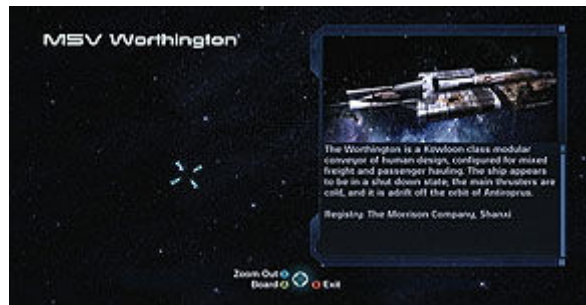 MSV Worthington
The Worthington is a Kowloon class modular
conveyor of human design, configured for mixed
freight and passenger hauling. The ship appears
to be in a shut down state, the main thrusters are
cold, and it is adrift off the orbit of Antiroprus.
Registry: The Morrison Company, Shanxi
Zoom Out
Board
Exit